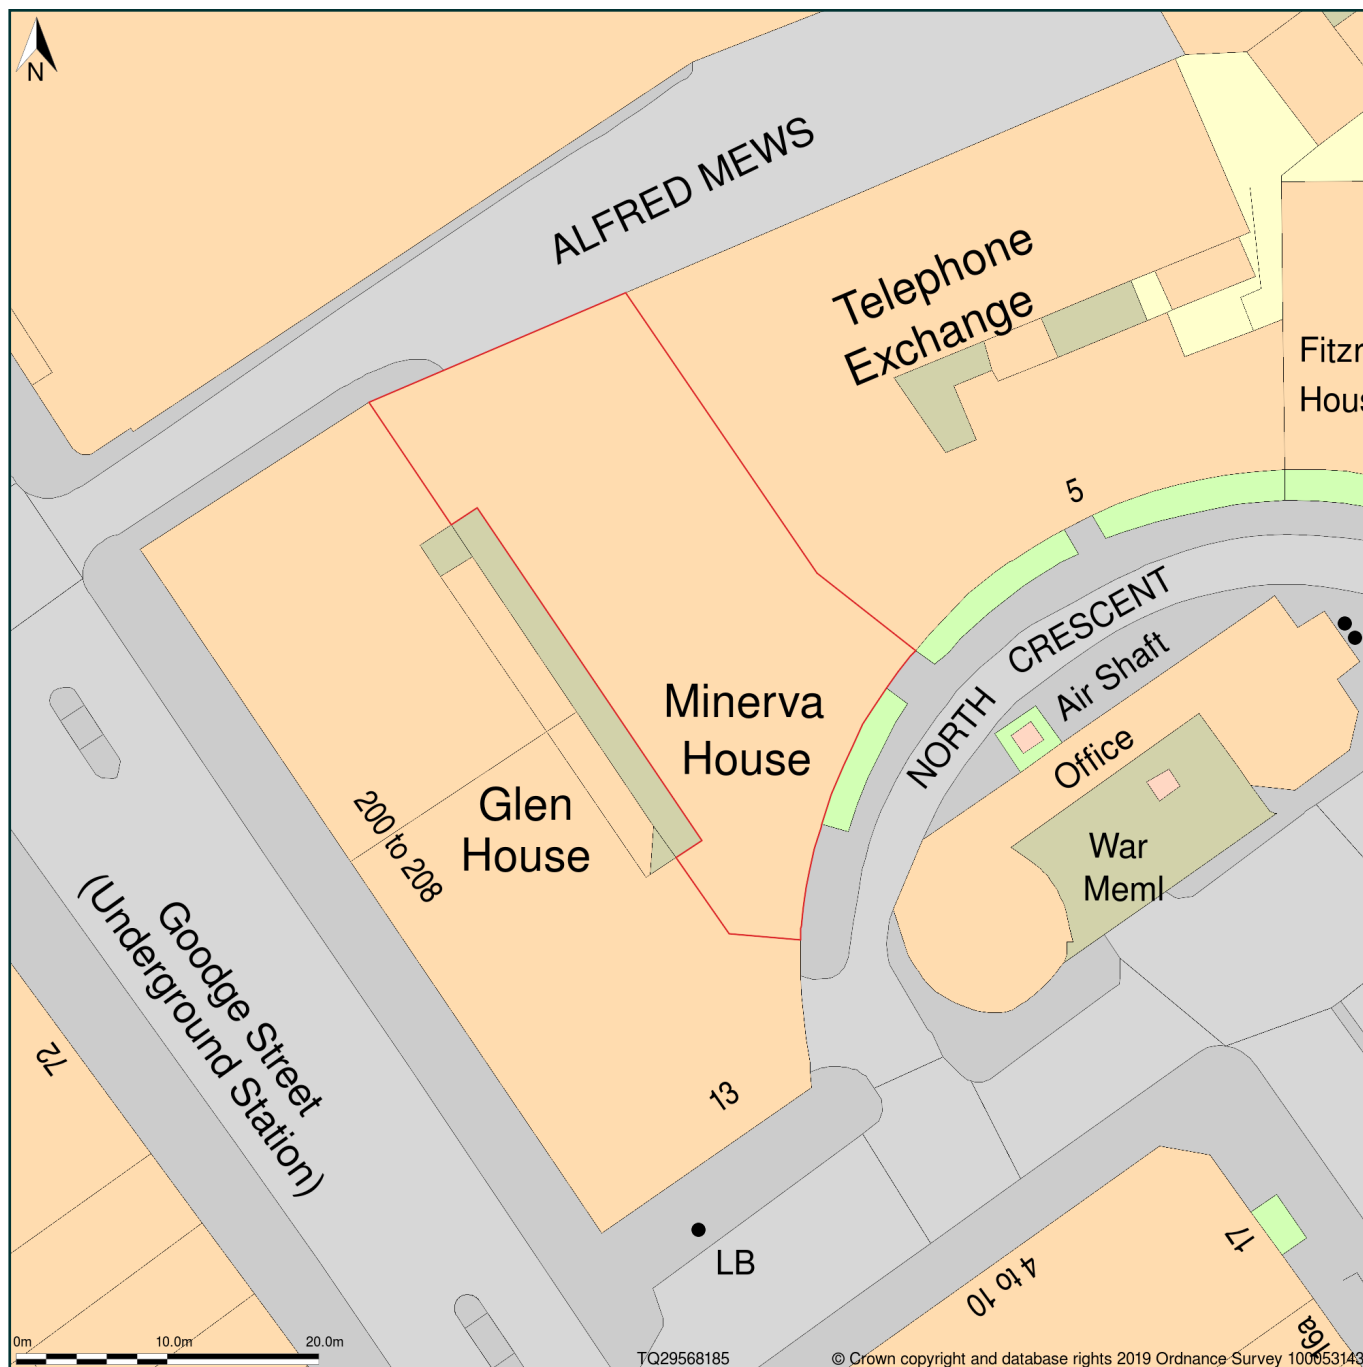 N
ALFRED MEWS
Telephone
Exchange
Fitzr
Hous
5
NORTH CRESCENT
Air Shaft
Office
War
Meml
Minerva
House
Glen
House
200 to 208
Goodge Street
(Underground Station)
72
13
LB
17
4 to 10
16a
0m 10.0m 20.0m
TQ29568185
© Crown copyright and database rights 2019 Ordnance Survey 100053143